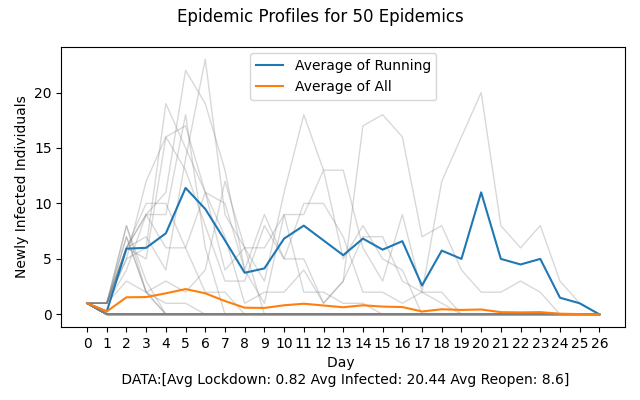 Epidemic Profiles for 50 Epidemics
Newly Infected Individuals
20
15
10
5
0
Average of Running
Average of All
0 1 2 3 4 5 6 7 8 9 10 11 12 13 14 15 16 17 18 19 20 21 22 23 24 25 26
Day
DATA:[Avg Lockdown: 0.82 Avg Infected: 20.44 Avg Reopen: 8.6]